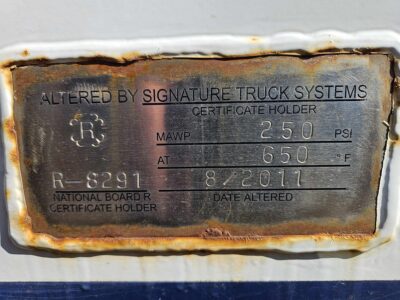 ALTERED BY SIGNATURE TRUCK SYSTEMS
CERTIFICATE HOLDER
R
MAWP 250 PSI
AT 650 °F
R-8291 8/2011
NATIONAL BOARD R DATE ALTERED
CERTIFICATE HOLDER